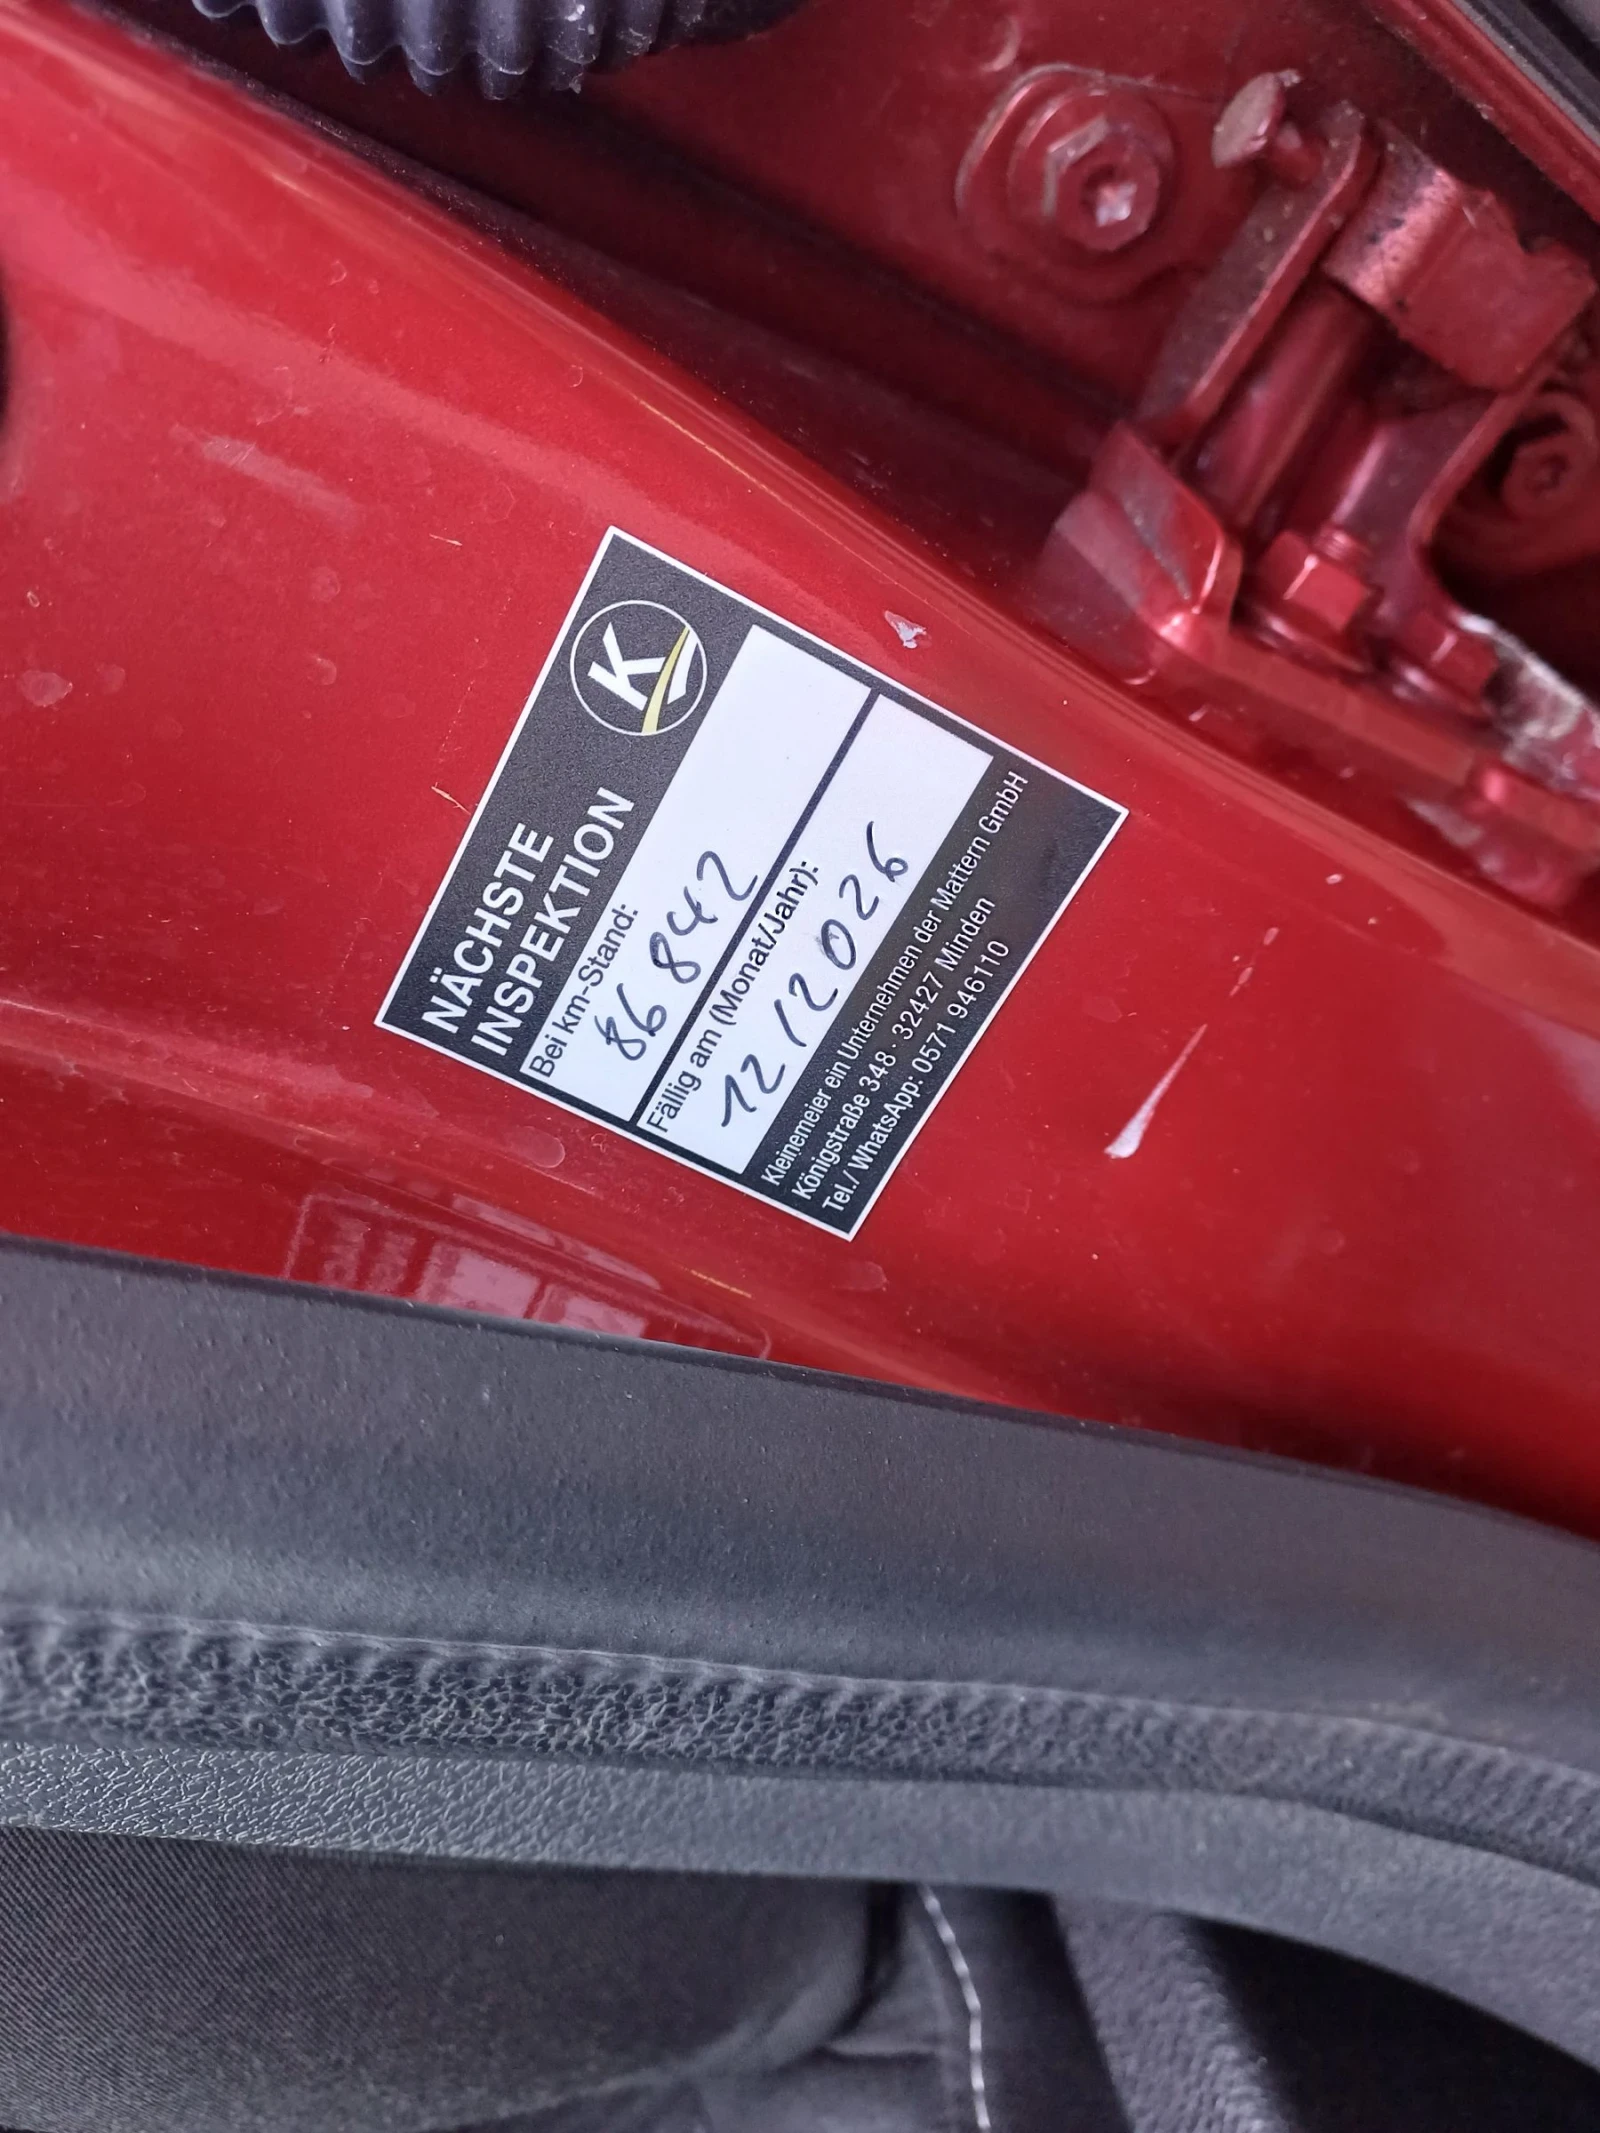 K
NÄCHSTE
INSPEKTION
Bei km-Stand:
86842
Fällig am (Monat/Jahr):
12/2026
Kleinemeier ein Unternehmen der Mattern GmbH
Königstraße 348 · 32427 Minden
Tel./ WhatsApp: 0571 946110